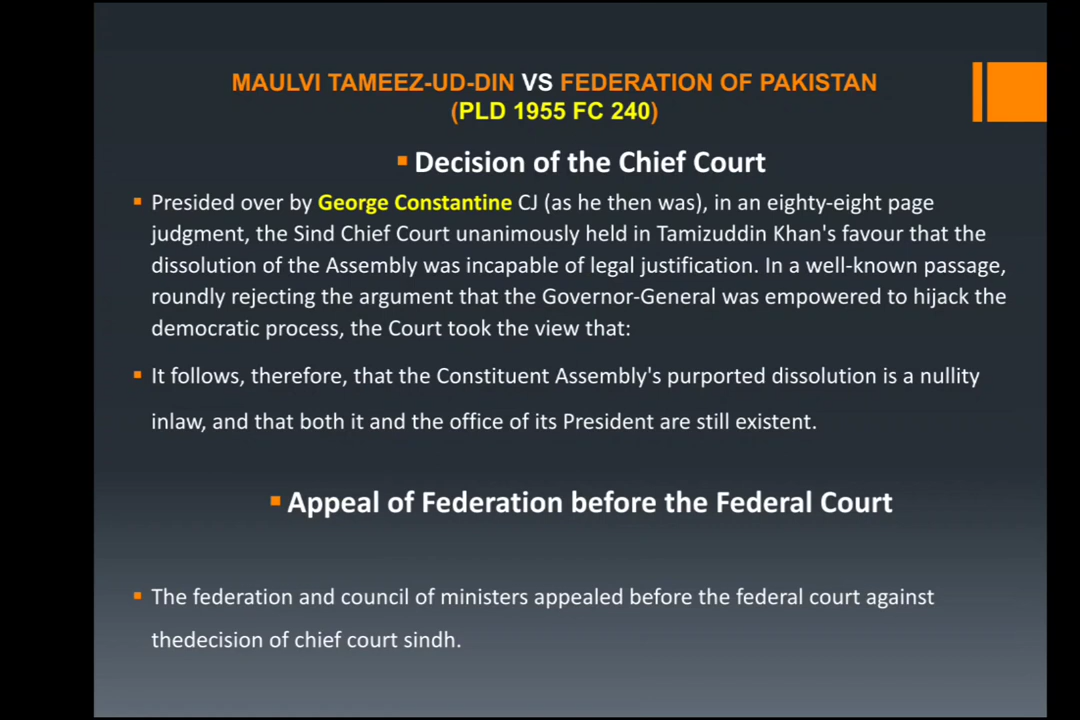 MAULVI TAMEEZ-UD-DIN VS FEDERATION OF PAKISTAN
(PLD 1955 FC 240)
Decision of the Chief Court
Presided over by George Constantine CJ (as he then was), in an eighty-eight page
judgment, the Sind Chief Court unanimously held in Tamizuddin Khan's favour that the
dissolution of the Assembly was incapable of legal justification. In a well-known passage,
roundly rejecting the argument that the Governor-General was empowered to hijack the
democratic process, the Court took the view that:
It follows, therefore, that the Constituent Assembly's purported dissolution is a nullity
inlaw, and that both it and the office of its President are still existent.
Appeal of Federation before the Federal Court
The federation and council of ministers appealed before the federal court against
thedecision of chief court sindh.